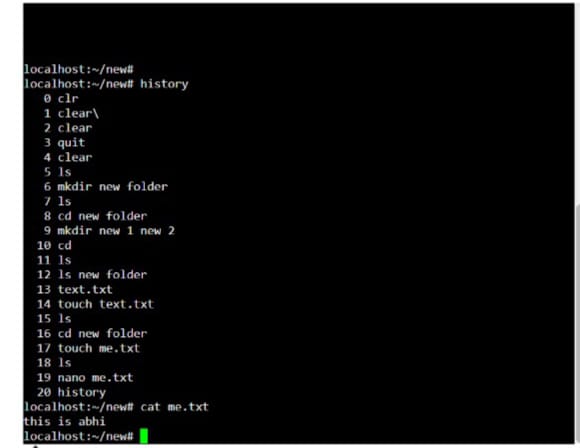 localhost:~/new#
localhost:~/new# history
0 clr
1 clear\
2 clear
3 quit
4 clear
5 ls
6 mkdir new folder
7 ls
8 cd new folder
9 mkdir new 1 new 2
10 cd
11 ls
12 ls new folder
13 text.txt
14 touch text.txt
15 ls
16 cd new folder
17 touch me.txt
18 ls
19 nano me.txt
20 history
localhost:~/new# cat me.txt
this is abhi
localhost:~/new#